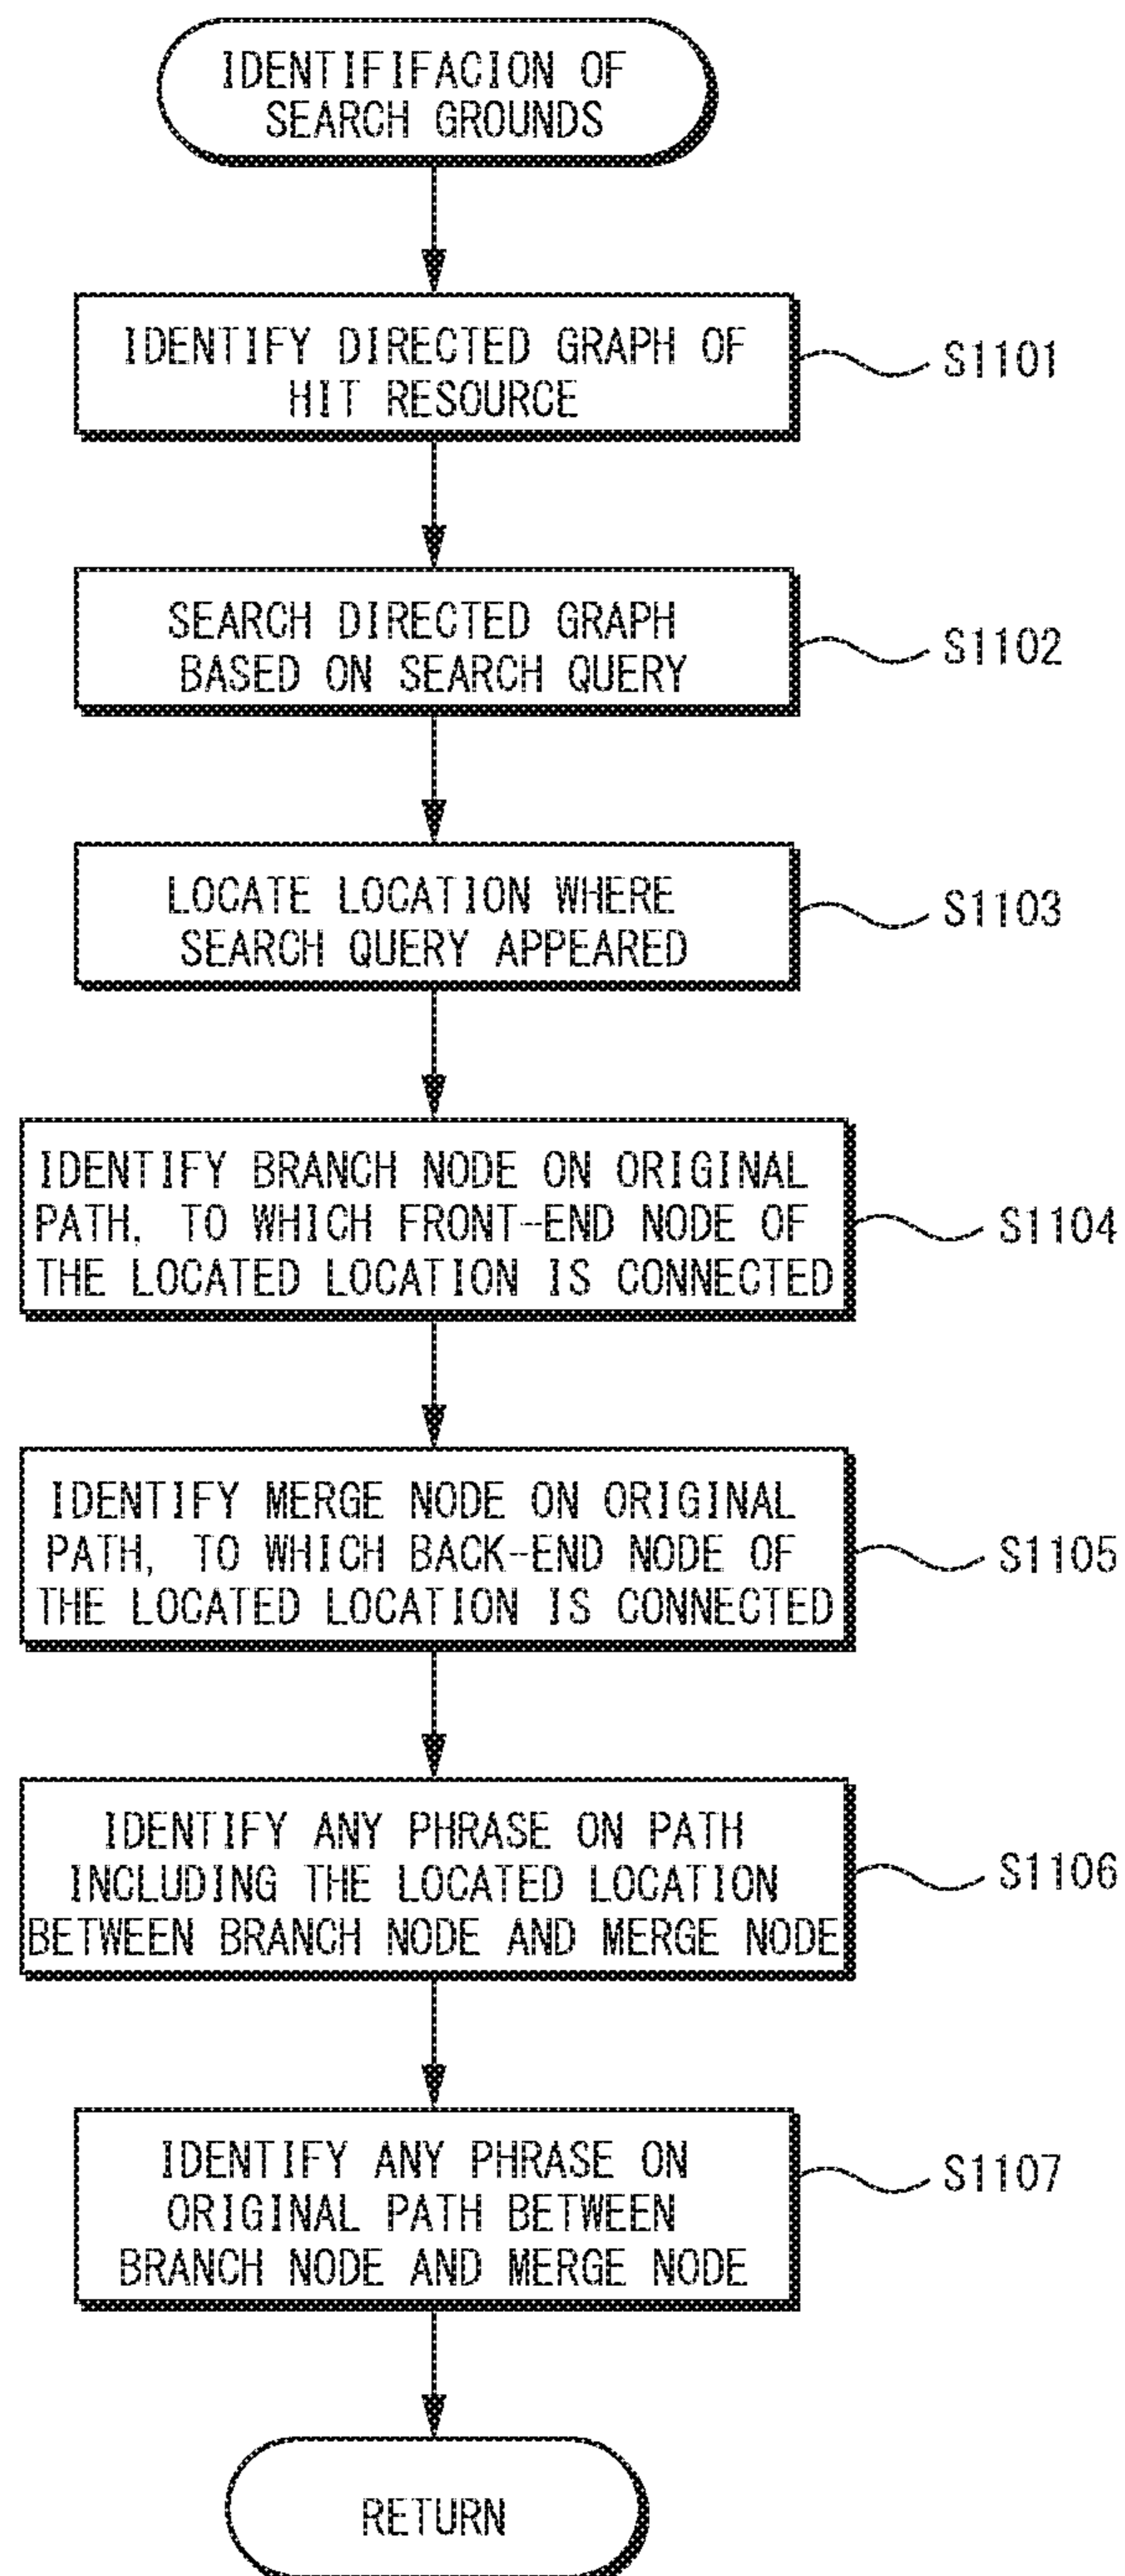 IDENTIFIFACION OF
SEARCH GROUNDS
IDENTIFY DIRECTED GRAPH OF
HIT RESOURCE
S1101
SEARCH DIRECTED GRAPH
BASED ON SEARCH QUERY
S1102
LOCATE LOCATION WHERE
SEARCH QUERY APPEARED
S1103
IDENTIFY BRANCH NODE ON ORIGINAL
PATH, TO WHICH FRONT-END NODE OF
THE LOCATED LOCATION IS CONNECTED
S1104
IDENTIFY MERGE NODE ON ORIGINAL
PATH, TO WHICH BACK-END NODE OF
THE LOCATED LOCATION IS CONNECTED
S1105
IDENTIFY ANY PHRASE ON PATH
INCLUDING THE LOCATED LOCATION
BETWEEN BRANCH NODE AND MERGE NODE
S1106
IDENTIFY ANY PHRASE ON
ORIGINAL PATH BETWEEN
BRANCH NODE AND MERGE NODE
S1107
RETURN